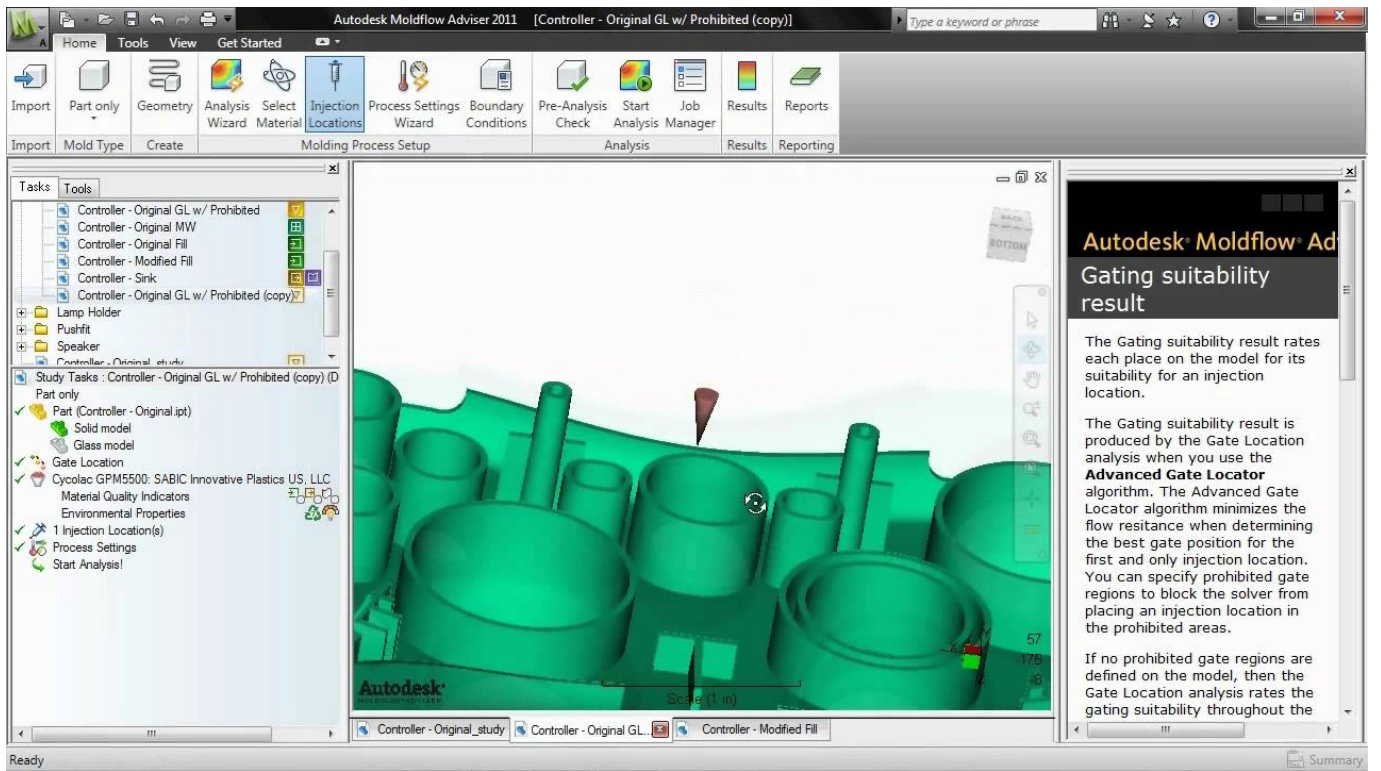 Autodesk Moldflow Adviser 2011 [Controller - Original GL w/ Prohibited (copy)]
Type a keyword or phrase
Home Tools View Get Started
Import Part only Geometry Analysis Wizard Select Material Injection Locations Process Settings Wizard Boundary Conditions Pre-Analysis Check Start Analysis Job Manager Results Reports
Import Mold Type Create Molding Process Setup Analysis Results Reporting
Tasks Tools
Controller - Original GL w/ Prohibited
Controller - Original MW
Controller - Original Fill
Controller - Modified Fill
Controller - Sink
Controller - Original GL w/ Prohibited (copy)
Lamp Holder
Pushfit
Speaker
Controller - Original_study
Study Tasks : Controller - Original GL w/ Prohibited (copy) (D
Part only
Part (Controller - Original.ipt)
Solid model
Glass model
Gate Location
Cycolac GPM5500: SABIC Innovative Plastics US, LLC
Material Quality Indicators
Environmental Properties
1 Injection Location(s)
Process Settings
Start Analysis!
BACK
BOTTOM
57
-175
Autodesk
Scale (1 in)
Controller - Original_study Controller - Original GL... Controller - Modified Fill
Autodesk® Moldflow® Ad
Gating suitability
result
The Gating suitability result rates
each place on the model for its
suitability for an injection
location.
The Gating suitability result is
produced by the Gate Location
analysis when you use the
Advanced Gate Locator
algorithm. The Advanced Gate
Locator algorithm minimizes the
flow resitance when determining
the best gate position for the
first and only injection location.
You can specify prohibited gate
regions to block the solver from
placing an injection location in
the prohibited areas.
If no prohibited gate regions are
defined on the model, then the
Gate Location analysis rates the
gating suitability throughout the
Ready
Summary